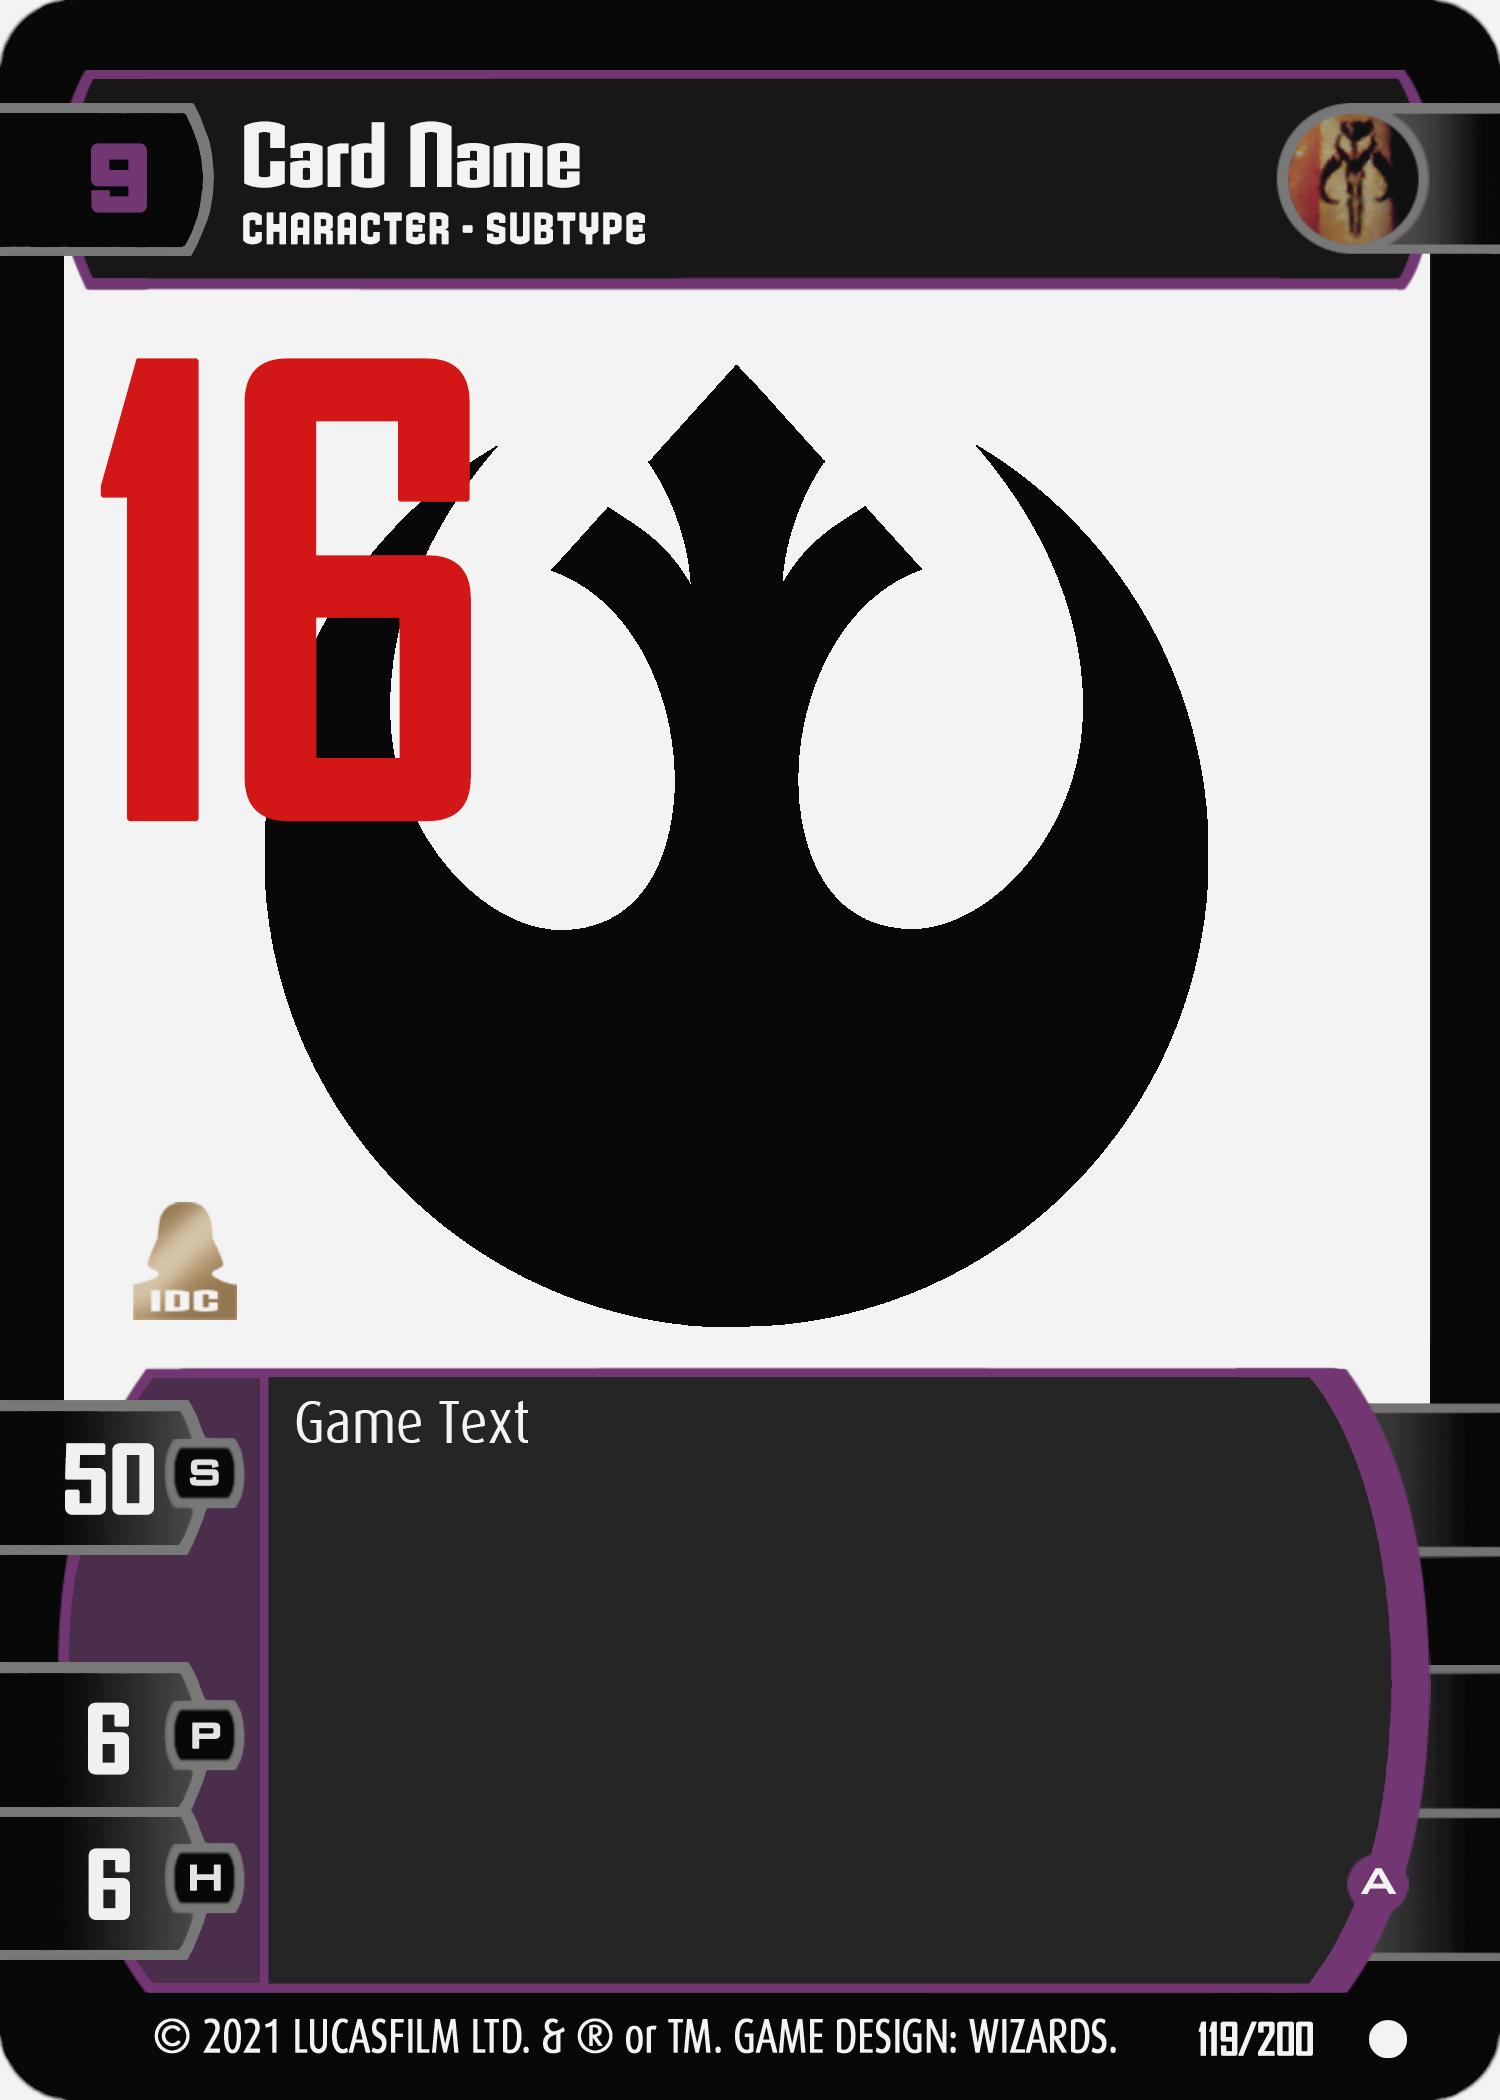 9
Card Name
CHARACTER - SUBTYPE
16
IDC
Game Text
50 S
6 P
6 H
A
© 2021 LUCASFILM LTD. & ® or TM. GAME DESIGN: WIZARDS.
119/200